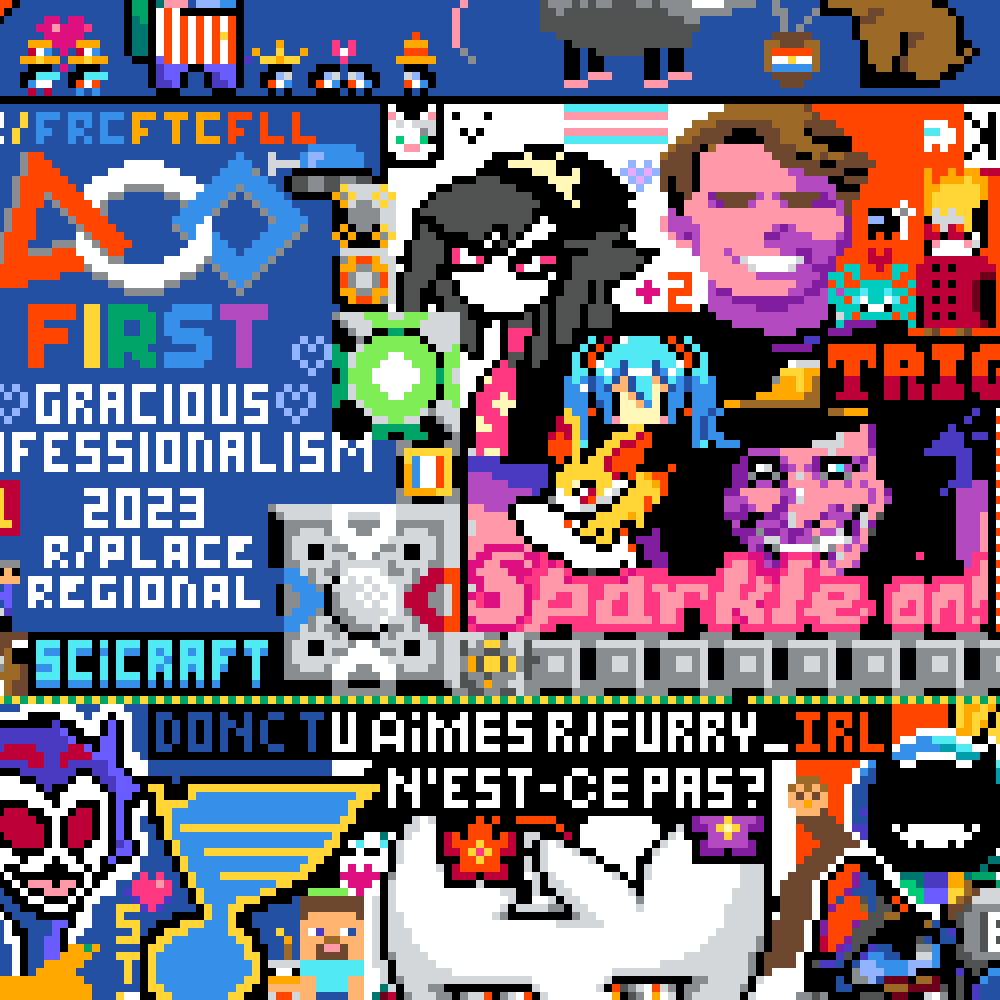 R/FRCFTCFLL
FIRST
GRACIOUS
FESSIONALISM
2023
R/PLACE
REGIONAL
+2
TRIG
Sparkle on!
SCiCRAFT
DONC TU AiMES R/FURRY_IRL
N'EST-CE PAS?
ST